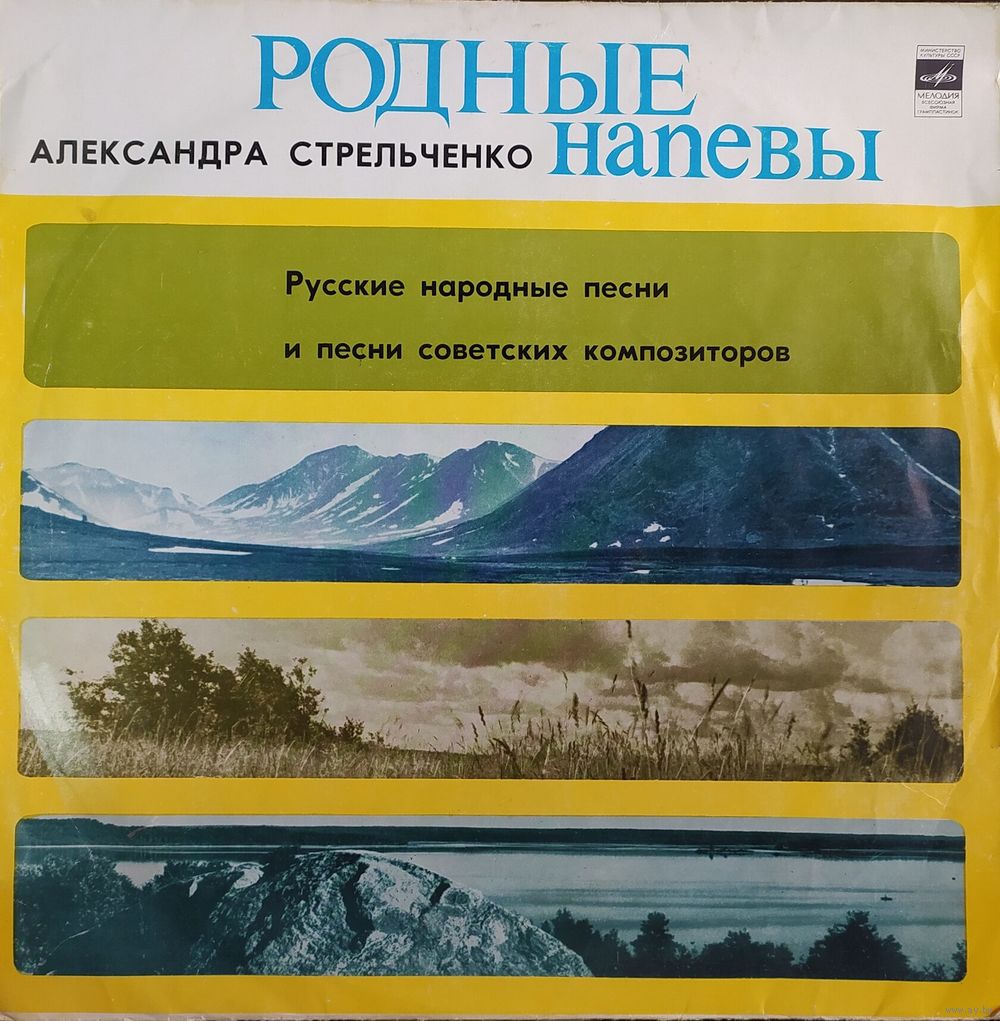 РОДНЫЕ
напевы
АЛЕКСАНДРА СТРЕЛЬЧЕНКО
МИНИСТЕРСТВО
КУЛЬТУРЫ СССР
МЕЛОДИЯ
ВСЕСОЮЗНАЯ
ФИРМА
ГРАМПЛАСТИНОК
Русские народные песни
и песни советских композиторов